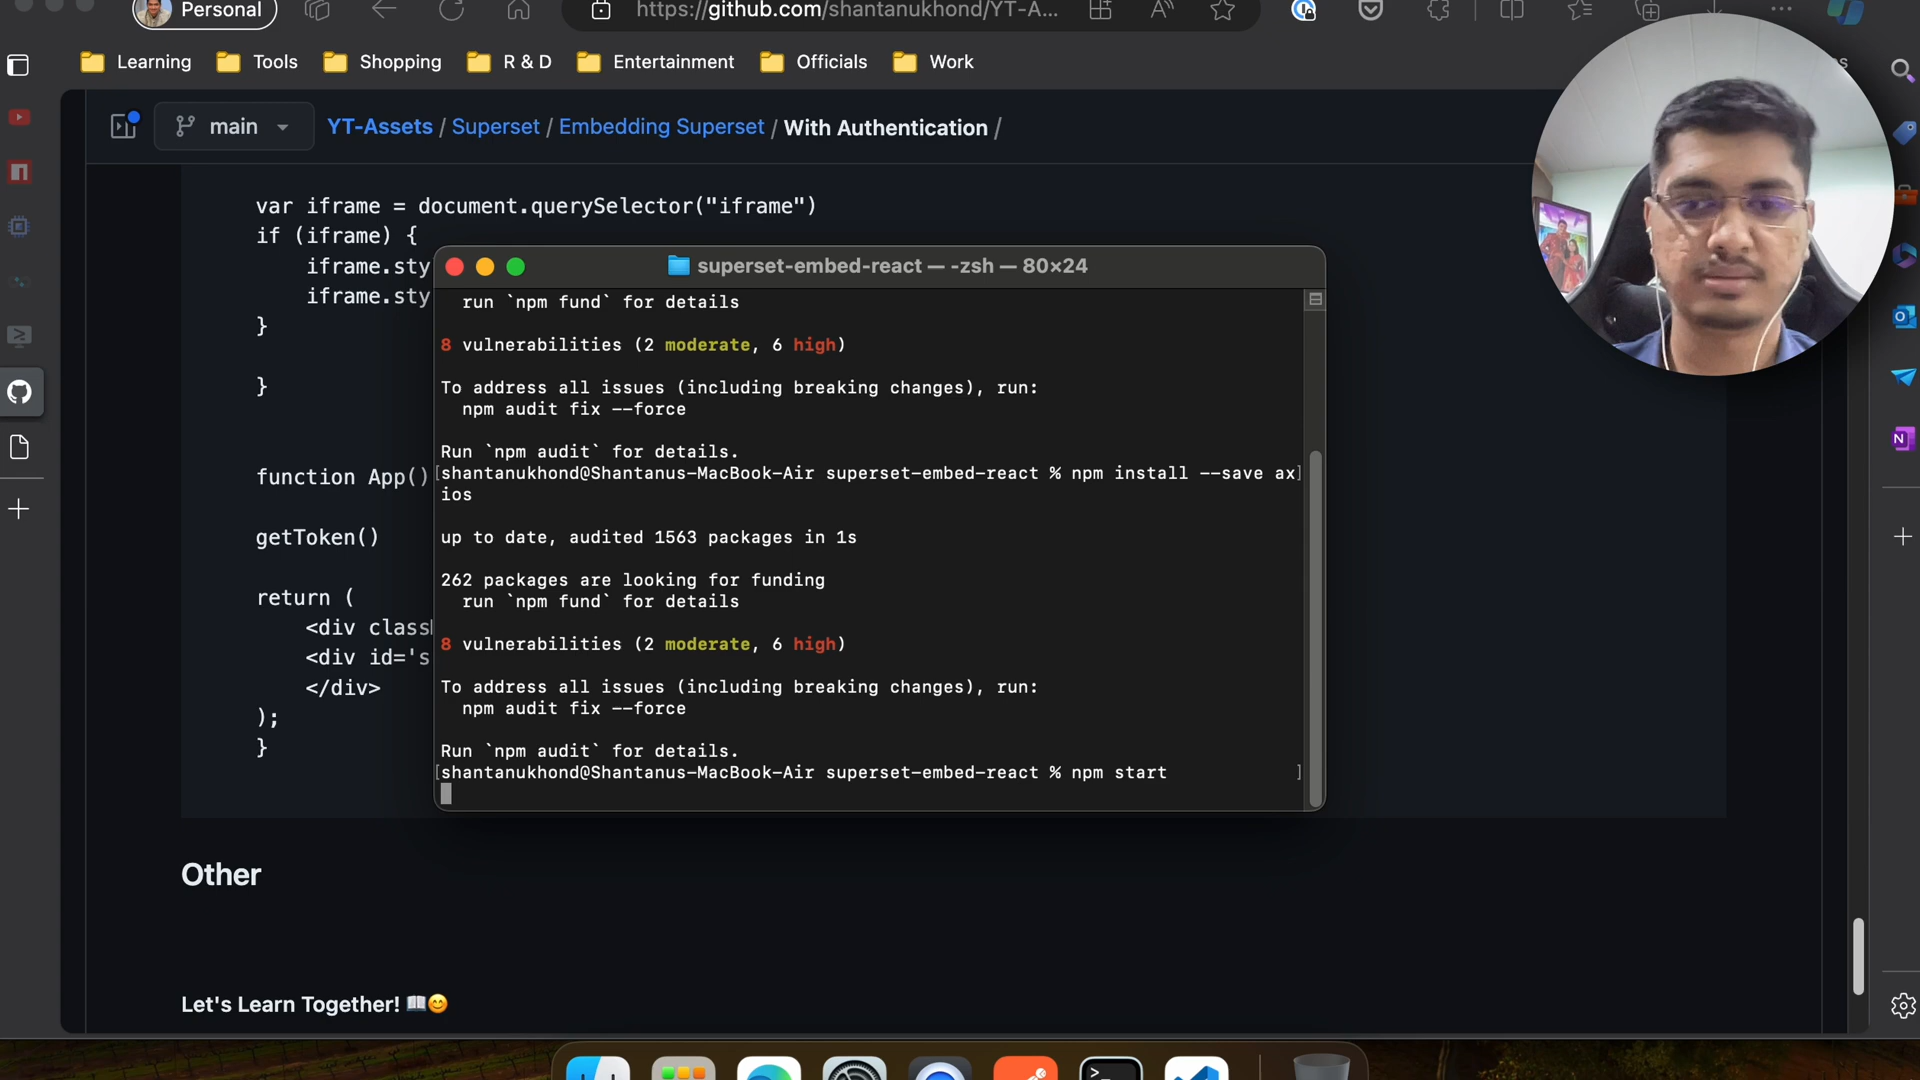 Personal
https://github.com/shantanukhond/YT-A...
Learning
Tools
Shopping
R & D
Entertainment
Officials
Work
main
YT-Assets / Superset / Embedding Superset / With Authentication /
var iframe = document.querySelector("iframe")
if (iframe) {
iframe.sty
iframe.sty
}
}
function App()
getToken()
return (
<div class
<div id='s
</div>
);
}
superset-embed-react — -zsh — 80×24
run `npm fund` for details
8 vulnerabilities (2 moderate, 6 high)
To address all issues (including breaking changes), run:
npm audit fix --force
Run `npm audit` for details.
[shantanukhond@Shantanus-MacBook-Air superset-embed-react % npm install --save ax]
ios
up to date, audited 1563 packages in 1s
262 packages are looking for funding
run `npm fund` for details
8 vulnerabilities (2 moderate, 6 high)
To address all issues (including breaking changes), run:
npm audit fix --force
Run `npm audit` for details.
[shantanukhond@Shantanus-MacBook-Air superset-embed-react % npm start ]
Other
Let's Learn Together! 📖😊